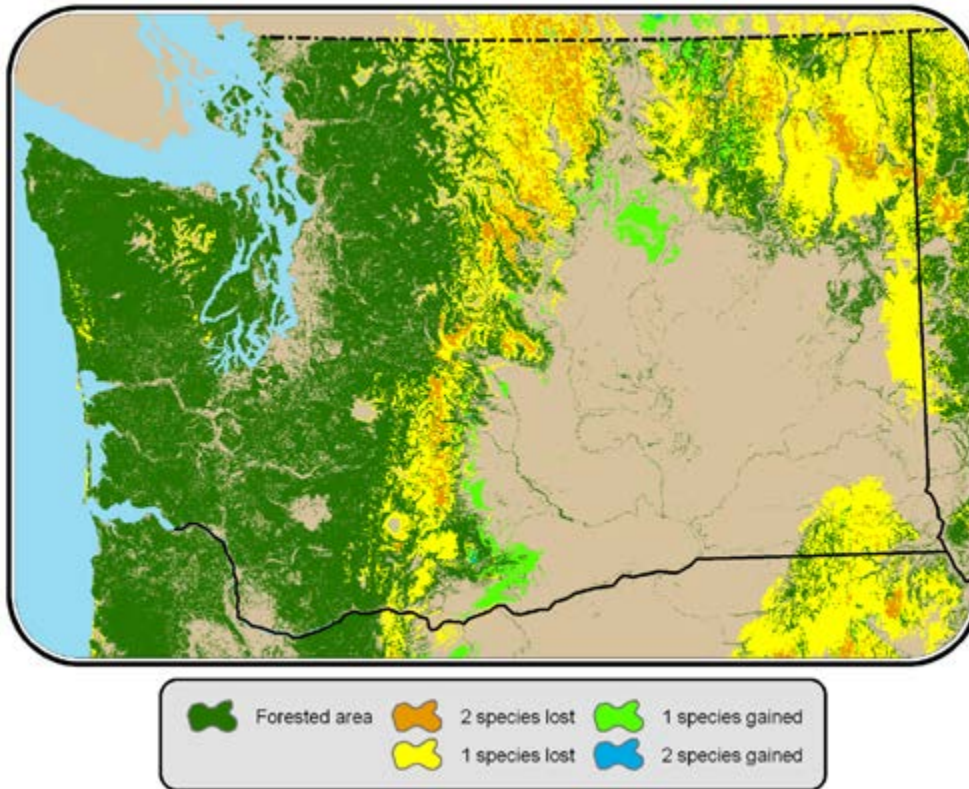 Forested area
2 species lost
1 species gained
1 species lost
2 species gained